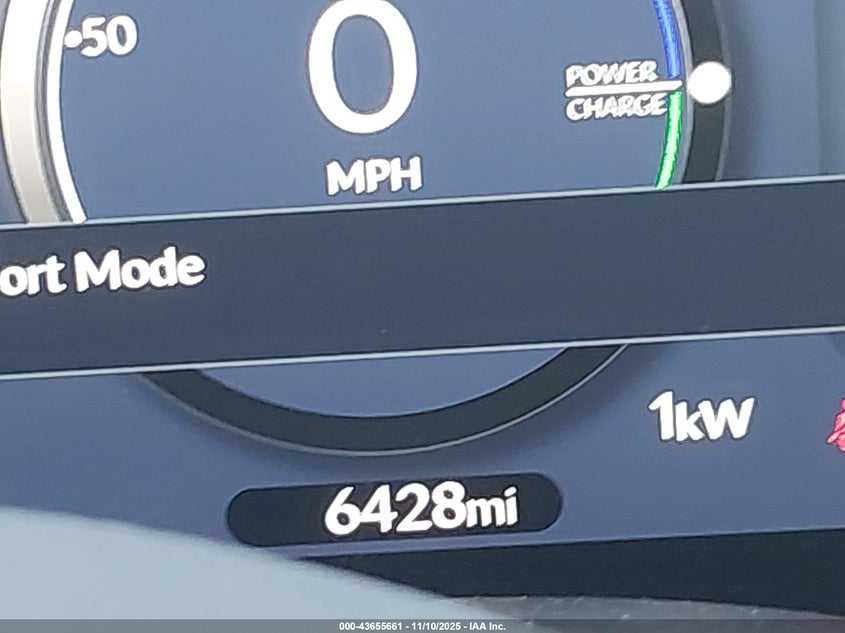 •50
0
POWER
CHARGE
MPH
ort Mode
1kW
6428mi
000-43655661 - 11/10/2025 - IAA Inc.